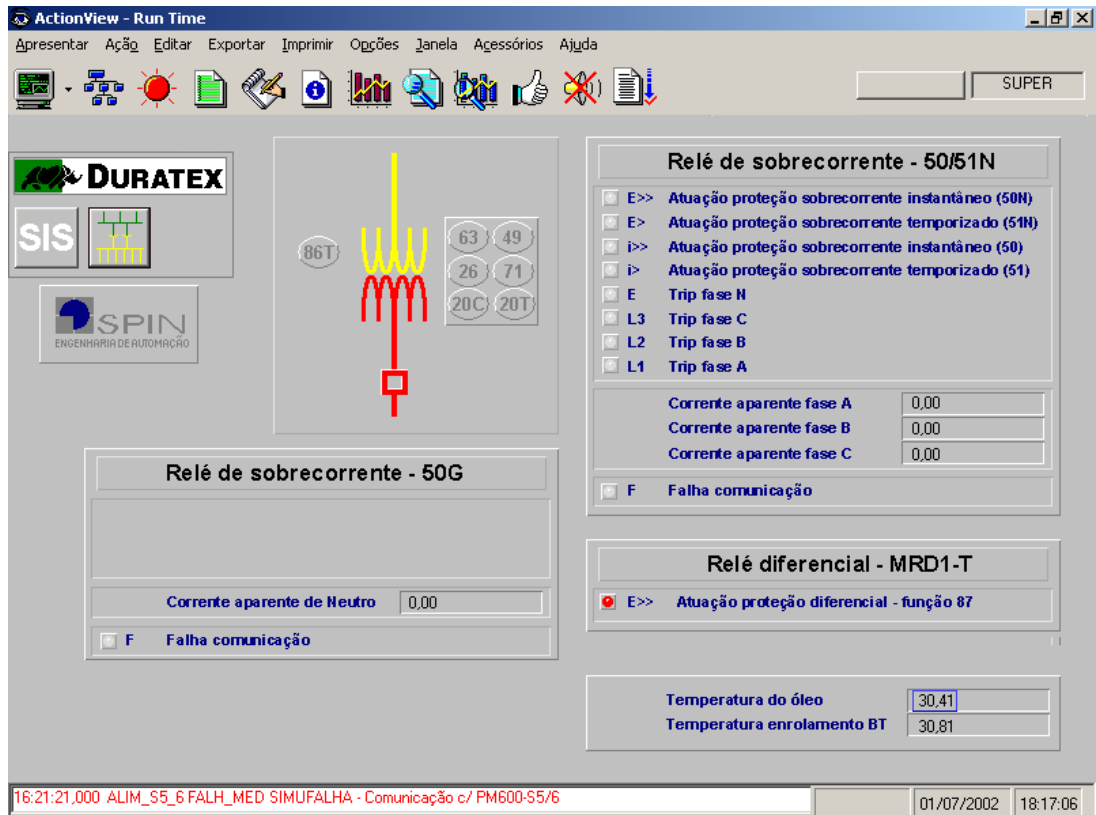 ActionView - Run Time
Apresentar Ação Editar Exportar Imprimir Opções Janela Acessórios Ajuda
SUPER
DURATEX
SIS
SPIN
ENGENHARIA DE AUTOMAÇÃO
86T
63 49
26 71
20C 20T
Relé de sobrecorrente - 50/51N
E>> Atuação proteção sobrecorrente instantâneo (50N)
E> Atuação proteção sobrecorrente temporizado (51N)
i>> Atuação proteção sobrecorrente instantâneo (50)
i> Atuação proteção sobrecorrente temporizado (51)
E Trip fase N
L3 Trip fase C
L2 Trip fase B
L1 Trip fase A
Corrente aparente fase A 0,00
Corrente aparente fase B 0,00
Corrente aparente fase C 0,00
F Falha comunicação
Relé de sobrecorrente - 50G
Corrente aparente de Neutro 0,00
F Falha comunicação
Relé diferencial - MRD1-T
E>> Atuação proteção diferencial - função 87
Temperatura do óleo 30,41
Temperatura enrolamento BT 30,81
16:21:21,000 ALIM_S5_6 FALH_MED SIMUFALHA - Comunicação c/ PM600-S5/6
01/07/2002 18:17:06